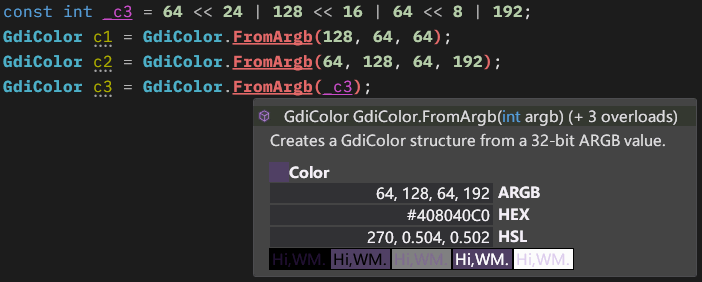 const int _c3 = 64 << 24 | 128 << 16 | 64 << 8 | 192;
GdiColor c1 = GdiColor.FromArgb(128, 64, 64);
GdiColor c2 = GdiColor.FromArgb(64, 128, 64, 192);
GdiColor c3 = GdiColor.FromArgb(_c3);
GdiColor GdiColor.FromArgb(int argb) (+ 3 overloads)
Creates a GdiColor structure from a 32-bit ARGB value.
Color
64, 128, 64, 192 ARGB
#408040C0 HEX
270, 0.504, 0.502 HSL
Hi,WM. Hi,WM. Hi,WM. Hi,WM. Hi,WM.